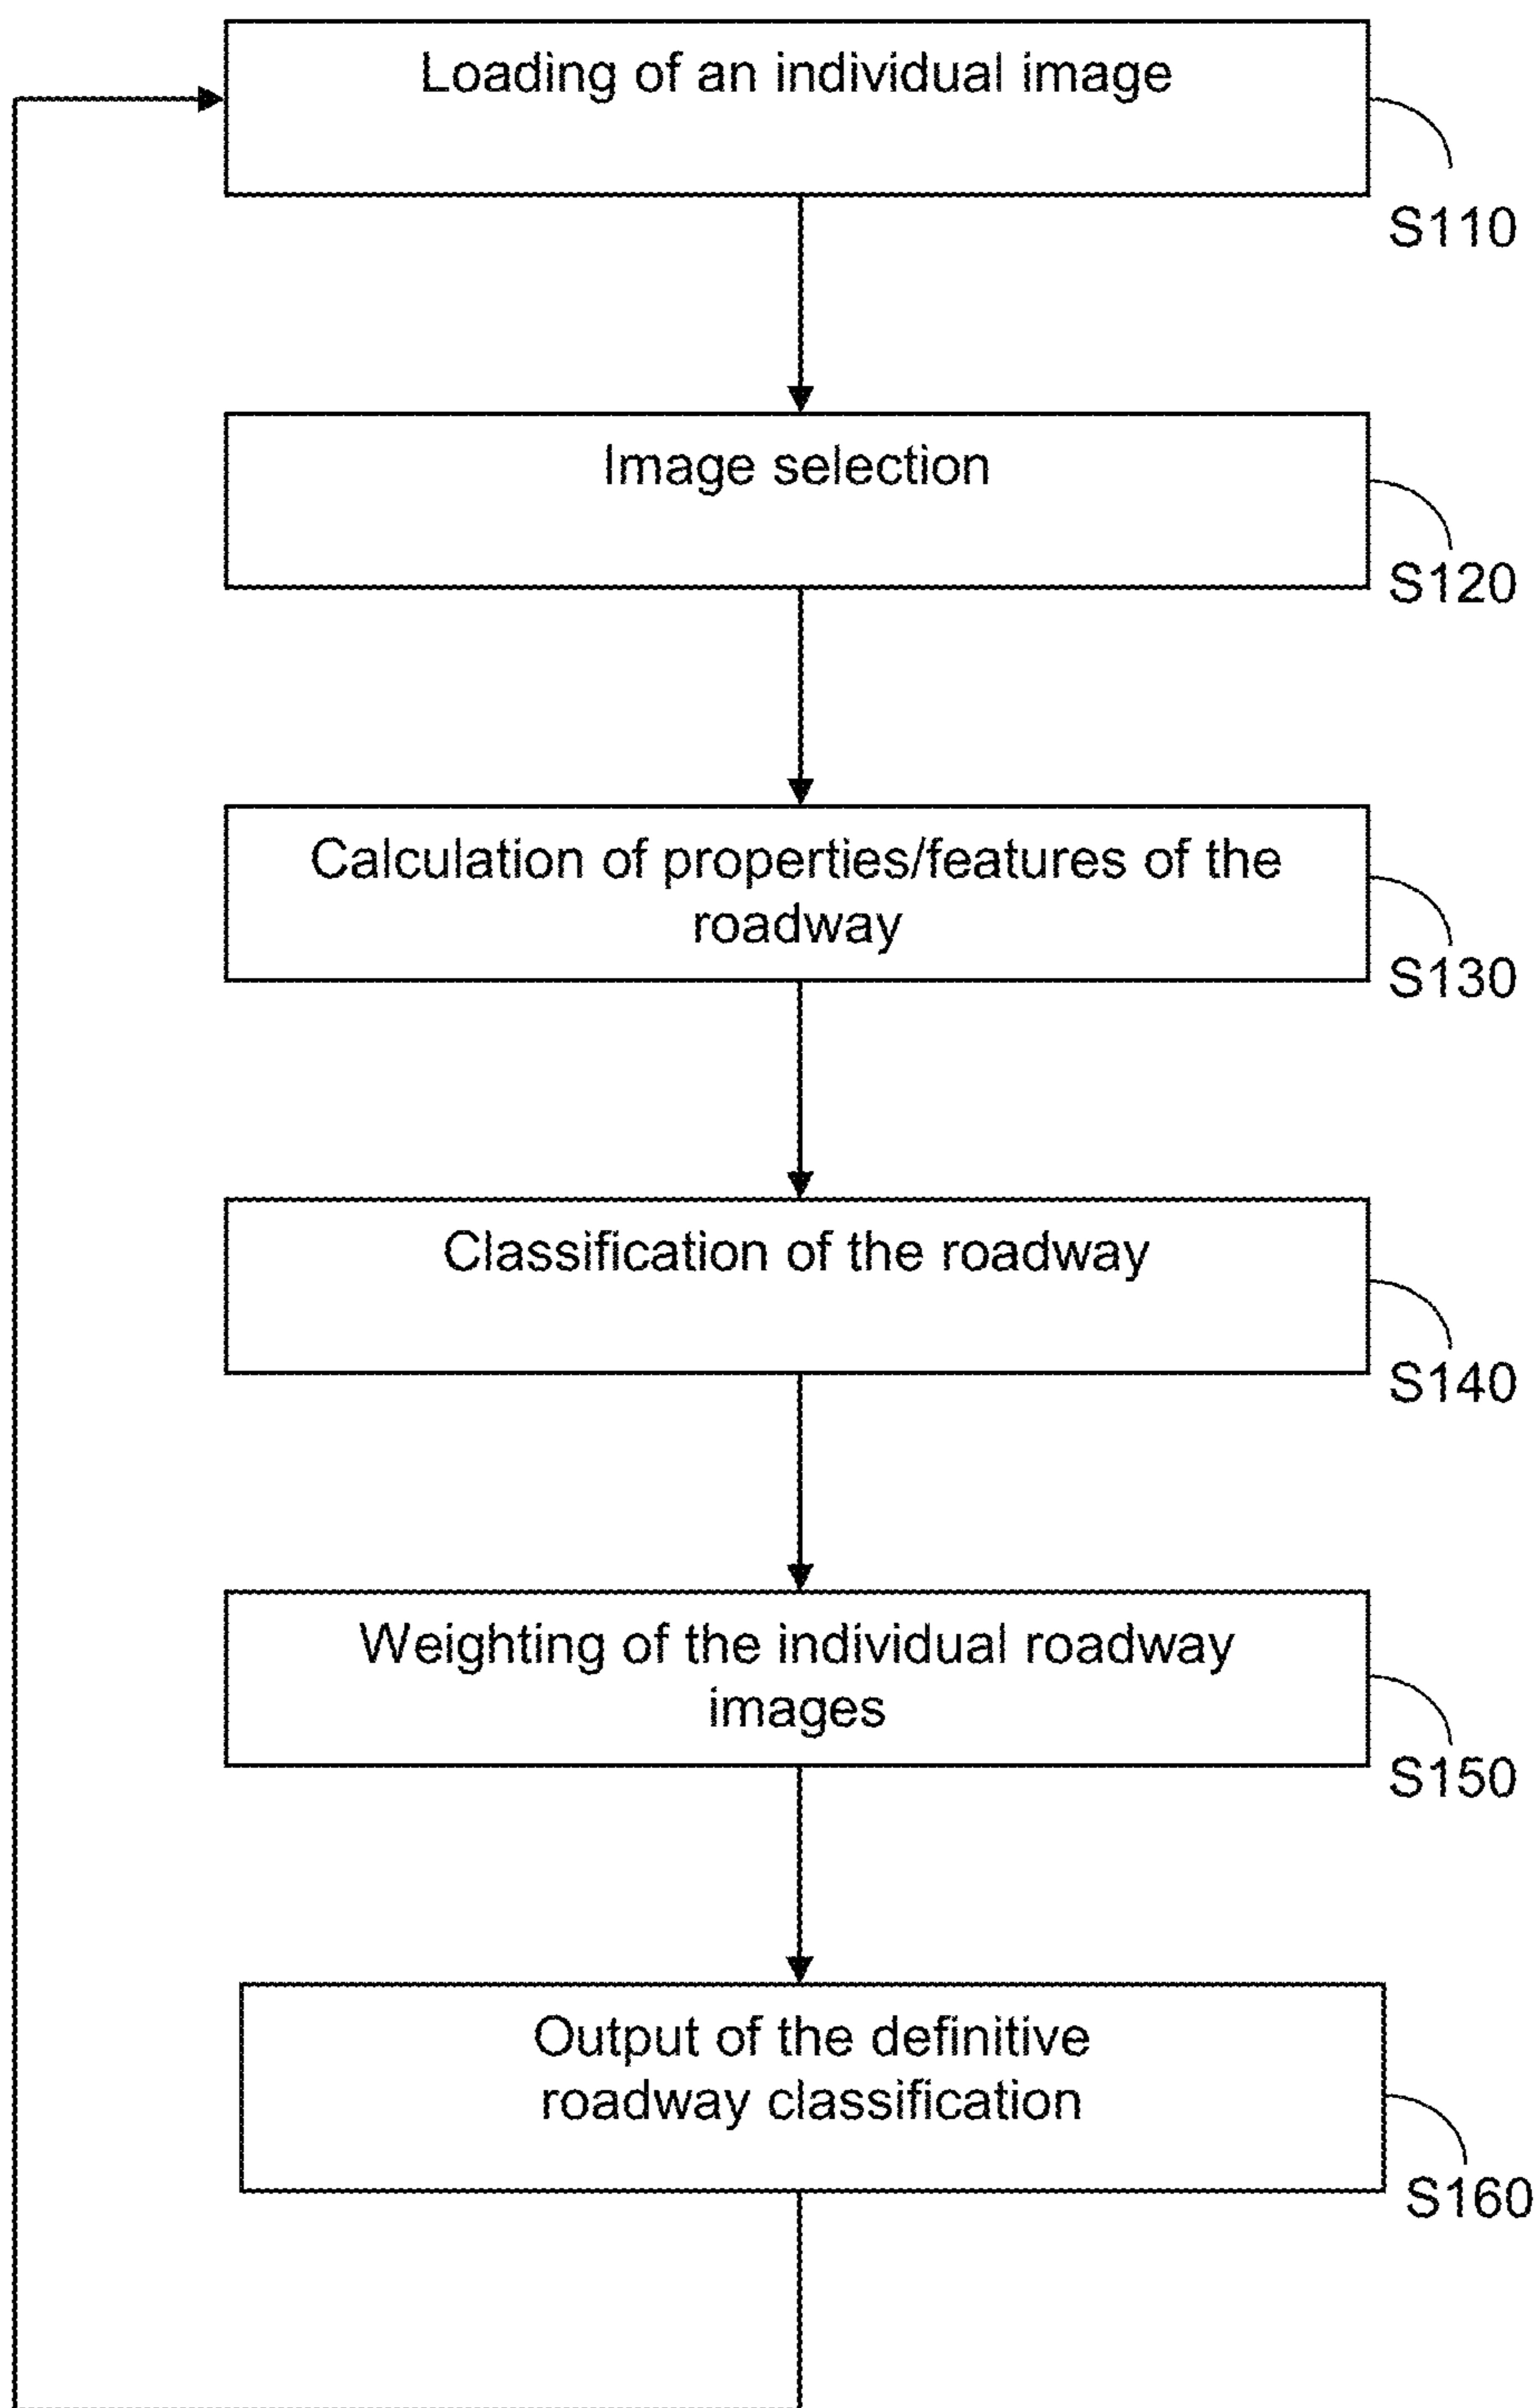 Loading of an individual image
S110
Image selection
S120
Calculation of properties/features of the
roadway
S130
Classification of the roadway
S140
Weighting of the individual roadway
images
S150
Output of the definitive
roadway classification
S160